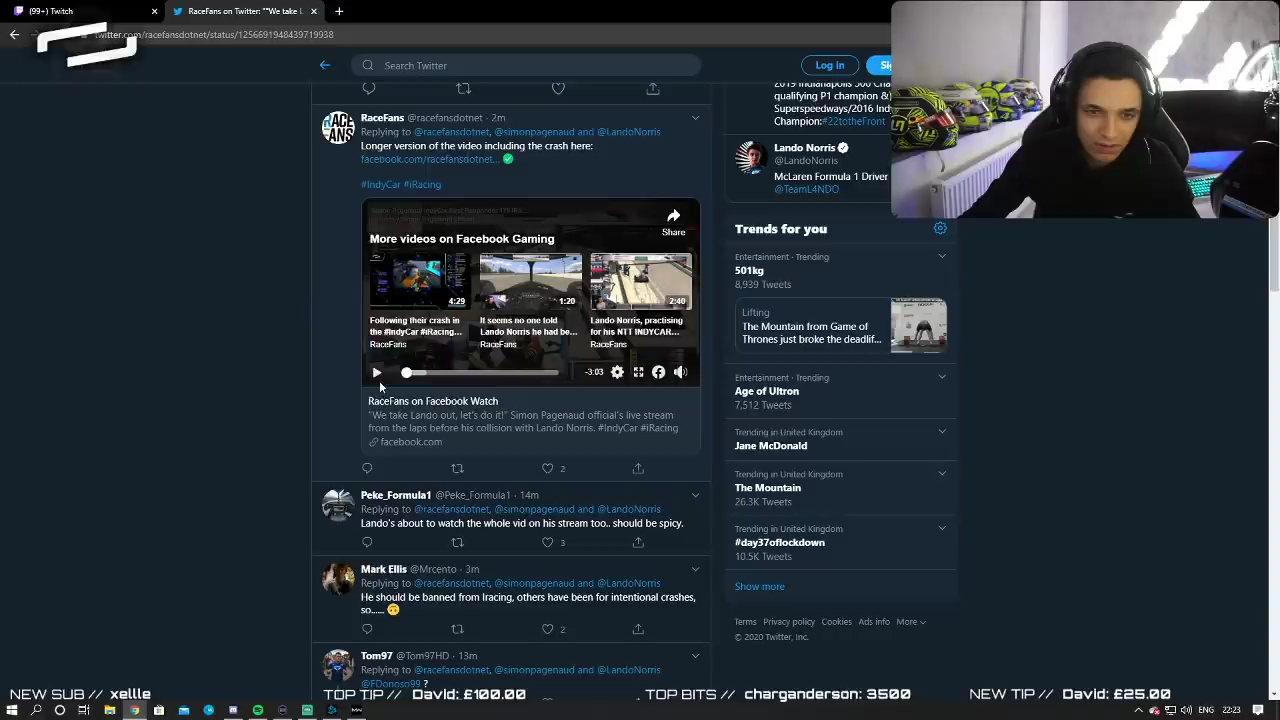 (99+) Twitch
RaceFans on Twitter: ""We take L
twitter.com/racefansdotnet/status/1256691948439719938
Search Twitter
Log in
RaceFans @racefansdotnet · 2m
Replying to @racefansdotnet, @simonpagenaud and @LandoNorris
Longer version of the video including the crash here:
facebook.com/racefansdotnet...
#IndyCar #iRacing
Share
More videos on Facebook Gaming
4:29
1:20
2:40
Following their crash in
the #IndyCar #iRacing...
RaceFans
It seems no one told
Lando Norris he had be...
RaceFans
Lando Norris, practising
for his NTT INDYCAR...
RaceFans
-3:03
RaceFans on Facebook Watch
"We take Lando out, let's do it!" Simon Pagenaud official's live stream
from the laps before his collision with Lando Norris. #IndyCar #iRacing
facebook.com
2
Peke_Formula1 @Peke_Formula1 · 14m
Replying to @racefansdotnet, @simonpagenaud and @LandoNorris
Lando's about to watch the whole vid on his stream too.. should be spicy.
3
Mark Ellis @Mrcento · 3m
Replying to @racefansdotnet, @simonpagenaud and @LandoNorris
He should be banned from Iracing, others have been for intentional crashes,
so......
2
Tom97 @Tom97HD · 13m
Replying to @racefansdotnet, @simonpagenaud and @LandoNorris
@FDonoso99 ?
2019 Indianapolis 500 Cham
qualifying P1 champion &
Superspeedways/2016 Ind
Champion:#22totheFront
Lando Norris
@LandoNorris
McLaren Formula 1 Driver
@TeamL4NDO
Trends for you
Entertainment · Trending
501kg
8,939 Tweets
Lifting
The Mountain from Game of
Thrones just broke the deadlif...
Entertainment · Trending
Age of Ultron
7,512 Tweets
Trending in United Kingdom
Jane McDonald
Trending in United Kingdom
The Mountain
26.3K Tweets
Trending in United Kingdom
#day37oflockdown
10.5K Tweets
Show more
Terms Privacy policy Cookies Ads info More
© 2020 Twitter, Inc.
NEW SUB // xellle
TOP TIP // David: £100.00
TOP BITS // charganderson: 3500
NEW TIP // David: £25.00
ENG 22:23